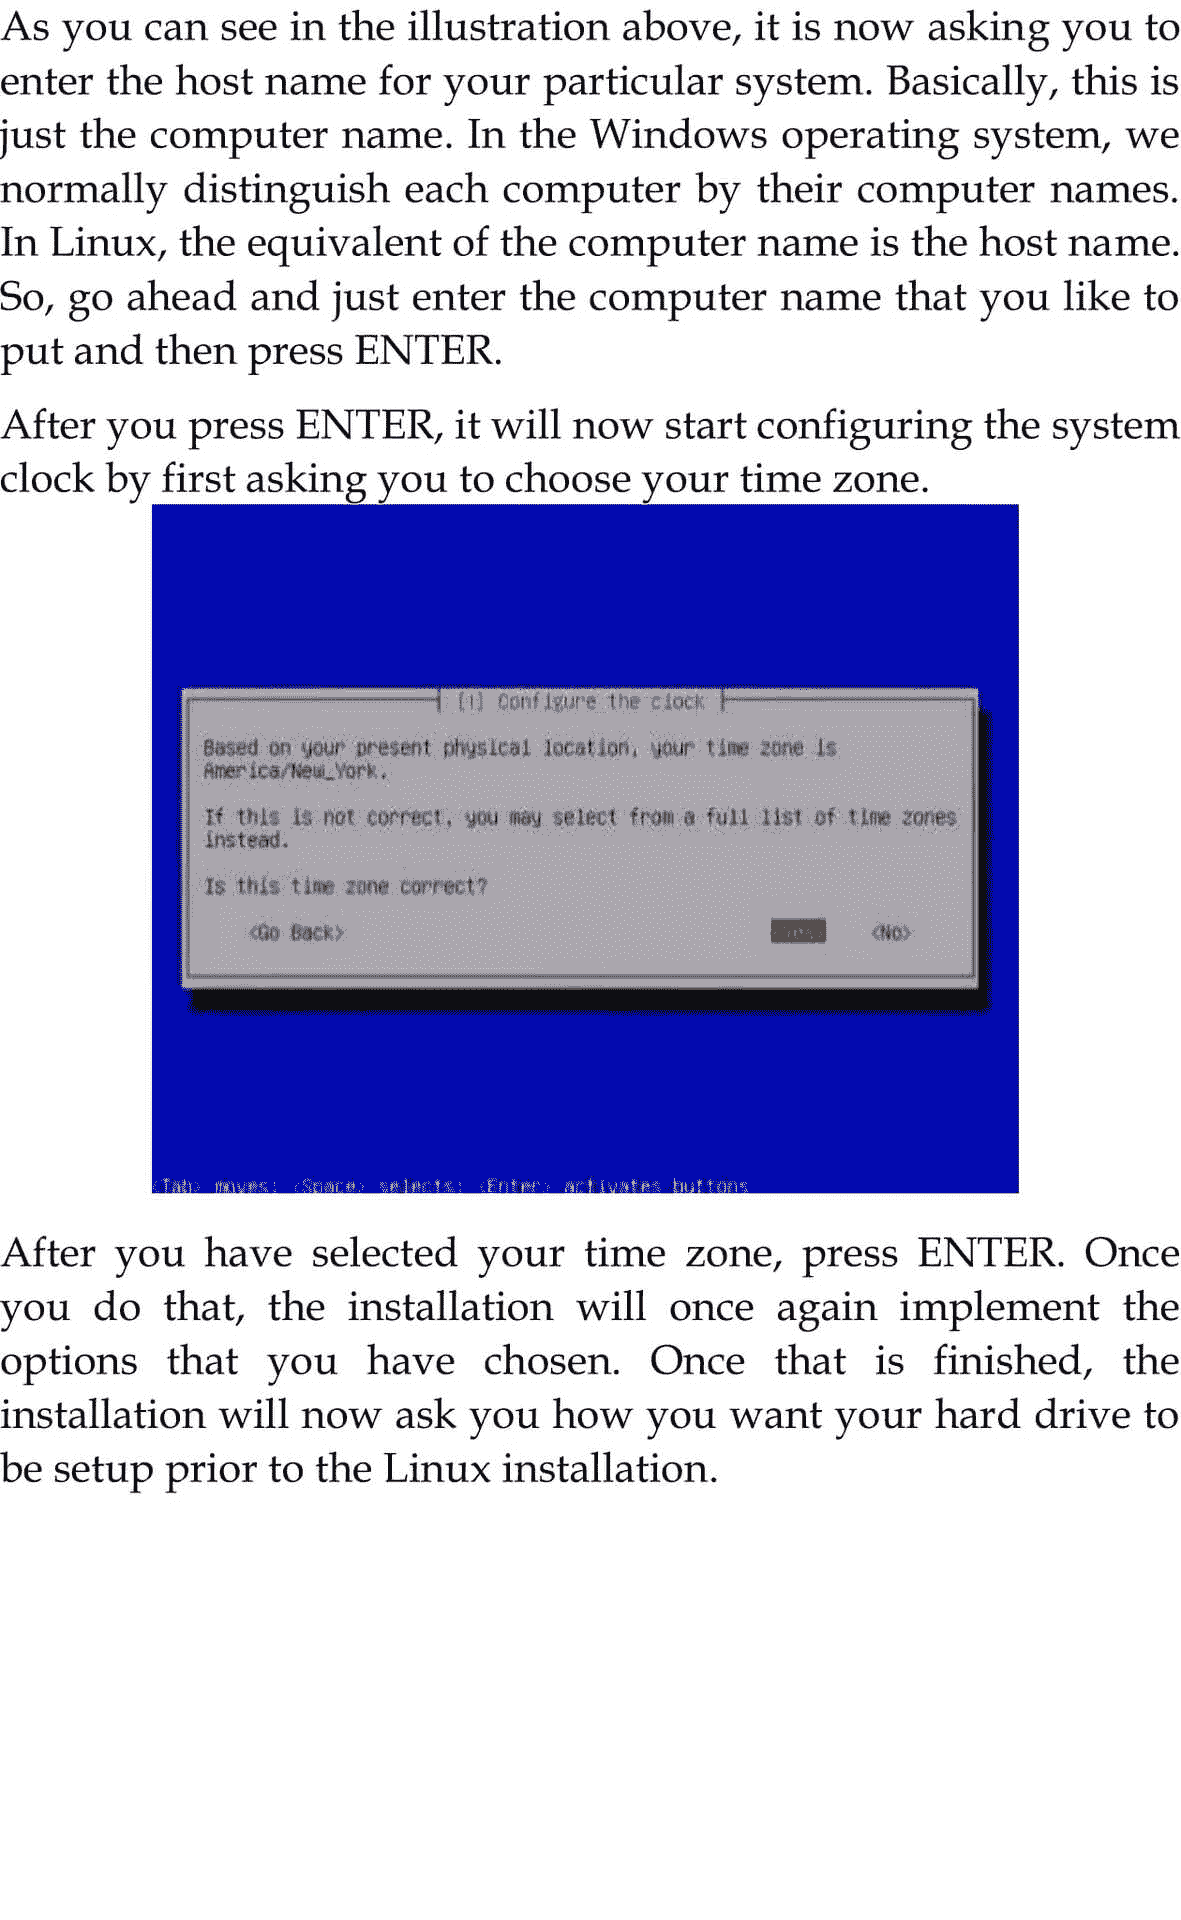 As you can see in the illustration above, it is now asking you to
enter the host name for your particular system. Basically, this is
just the computer name. In the Windows operating system, we
normally distinguish each computer by their computer names.
In Linux, the equivalent of the computer name is the host name.
So, go ahead and just enter the computer name that you like to
put and then press ENTER.
After you press ENTER, it will now start configuring the system
clock by first asking you to choose your time zone.
[!] Configure the clock
Based on your present physical location, your time zone is
America/New_York.
If this is not correct, you may select from a full list of time zones
instead.
Is this time zone correct?
<Go Back> <No>
<Tab> moves; <Space> selects; <Enter> activates buttons
After you have selected your time zone, press ENTER. Once
you do that, the installation will once again implement the
options that you have chosen. Once that is finished, the
installation will now ask you how you want your hard drive to
be setup prior to the Linux installation.